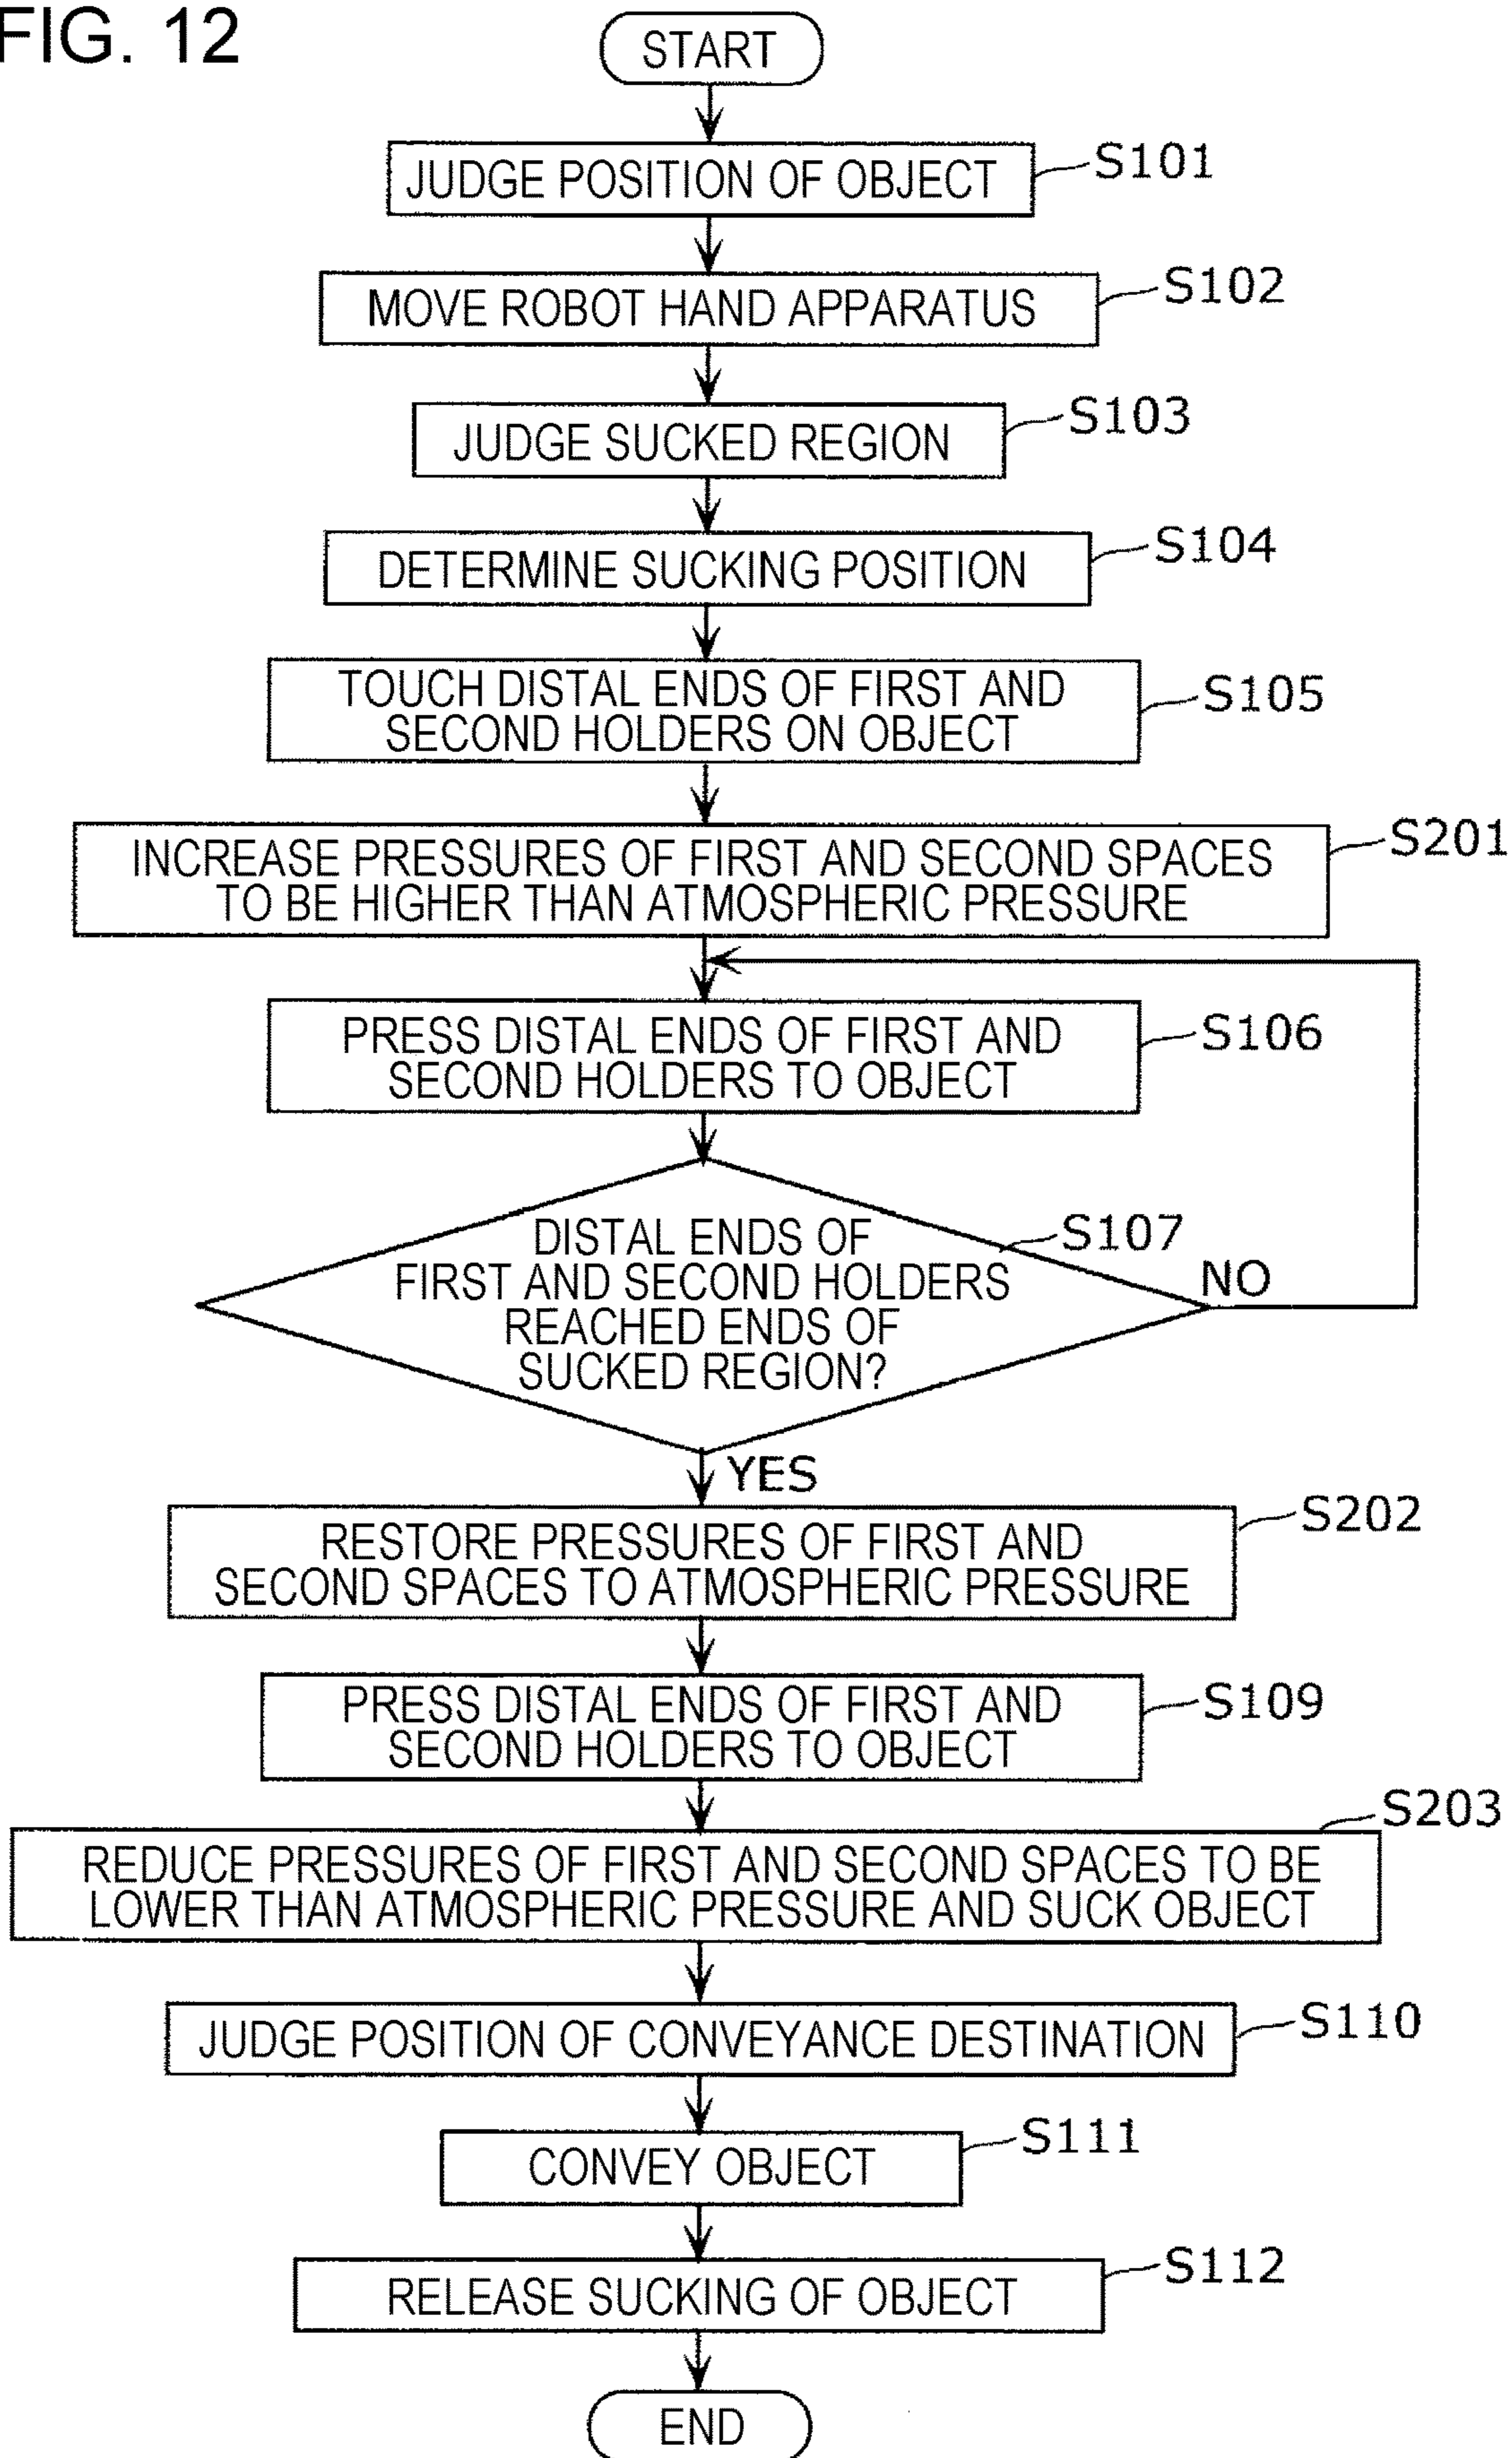 FIG. 12
START
JUDGE POSITION OF OBJECT
S101
MOVE ROBOT HAND APPARATUS
S102
JUDGE SUCKED REGION
S103
DETERMINE SUCKING POSITION
S104
TOUCH DISTAL ENDS OF FIRST AND
SECOND HOLDERS ON OBJECT
S105
INCREASE PRESSURES OF FIRST AND SECOND SPACES
TO BE HIGHER THAN ATMOSPHERIC PRESSURE
S201
PRESS DISTAL ENDS OF FIRST AND
SECOND HOLDERS TO OBJECT
S106
DISTAL ENDS OF
FIRST AND SECOND HOLDERS
REACHED ENDS OF
SUCKED REGION?
S107
NO
YES
RESTORE PRESSURES OF FIRST AND
SECOND SPACES TO ATMOSPHERIC PRESSURE
S202
PRESS DISTAL ENDS OF FIRST AND
SECOND HOLDERS TO OBJECT
S109
REDUCE PRESSURES OF FIRST AND SECOND SPACES TO BE
LOWER THAN ATMOSPHERIC PRESSURE AND SUCK OBJECT
S203
JUDGE POSITION OF CONVEYANCE DESTINATION
S110
CONVEY OBJECT
S111
RELEASE SUCKING OF OBJECT
S112
END